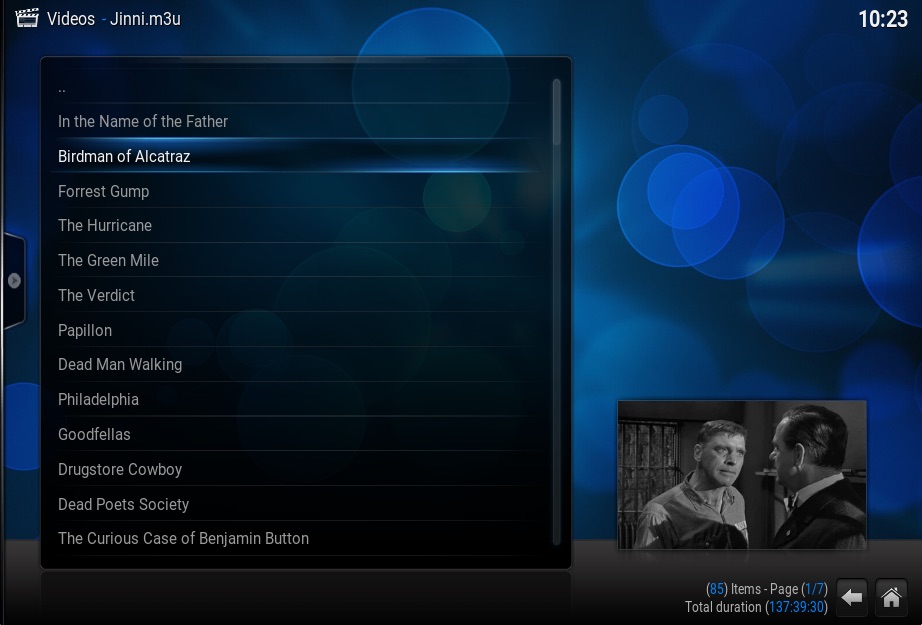 Videos - Jinni.m3u
10:23
..
In the Name of the Father
Birdman of Alcatraz
Forrest Gump
The Hurricane
The Green Mile
The Verdict
Papillon
Dead Man Walking
Philadelphia
Goodfellas
Drugstore Cowboy
Dead Poets Society
The Curious Case of Benjamin Button
(85) Items - Page (1/7)
Total duration (137:39:30)